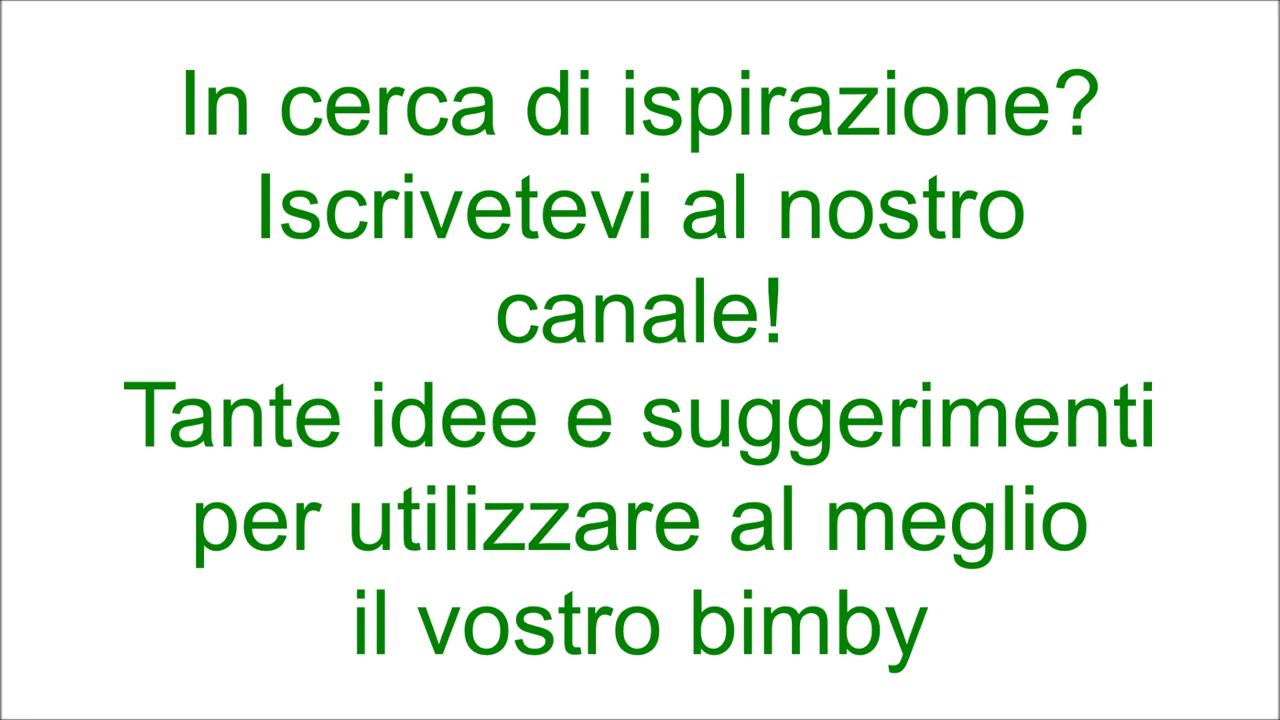 In cerca di ispirazione?
Iscrivetevi al nostro
canale!
Tante idee e suggerimenti
per utilizzare al meglio
il vostro bimby